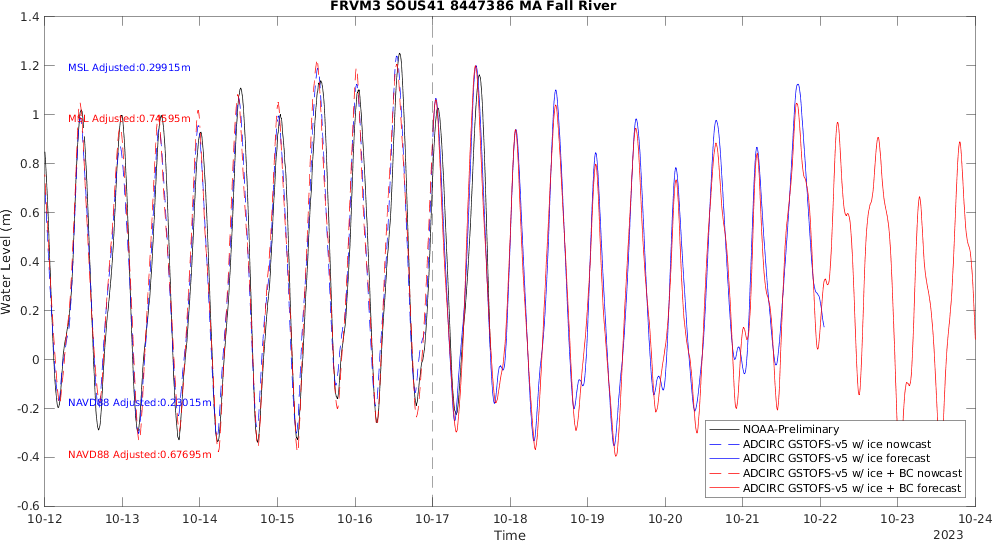 FRVM3 SOUS41 8447386 MA Fall River
1.4
1.2
1
0.8
0.6
0.4
0.2
0
-0.2
-0.4
-0.6
Water Level (m)
MSL Adjusted:0.29915m
MSL Adjusted:0.74595m
NAVD88 Adjusted:0.23015m
NAVD88 Adjusted:0.67695m
NOAA-Preliminary
ADCIRC GSTOFS-v5 w/ ice nowcast
ADCIRC GSTOFS-v5 w/ ice forecast
ADCIRC GSTOFS-v5 w/ ice + BC nowcast
ADCIRC GSTOFS-v5 w/ ice + BC forecast
10-12 10-13 10-14 10-15 10-16 10-17 10-18 10-19 10-20 10-21 10-22 10-23 10-24
Time
2023